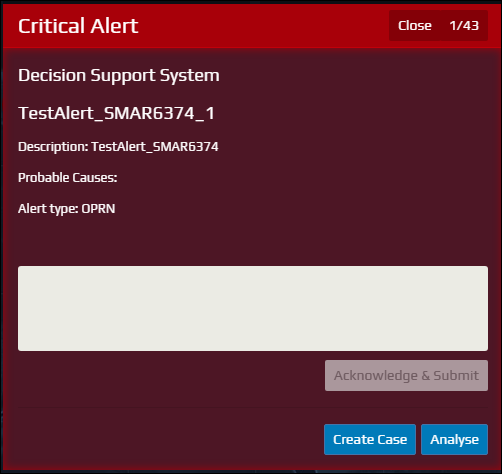 Critical Alert
Close 1/43
Decision Support System
TestAlert_SMAR6374_1
Description: TestAlert_SMAR6374
Probable Causes:
Alert type: OPRN
Acknowledge & Submit
Create Case
Analyse